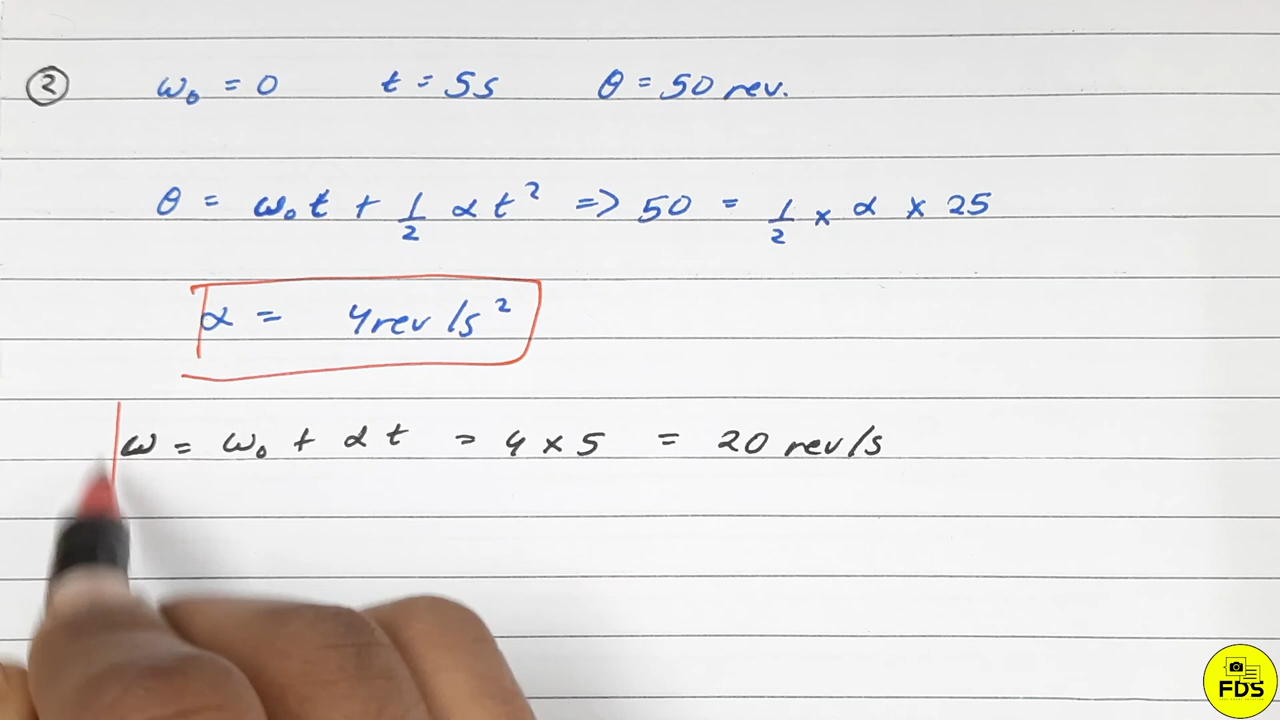 ② ω₀ = 0 t = 5s θ = 50 rev.
θ = ω₀t + 1/2 αt² => 50 = 1/2 × α × 25
α = 4rev/s²
ω = ω₀ + αt = 4 × 5 = 20 rev/s
FDS